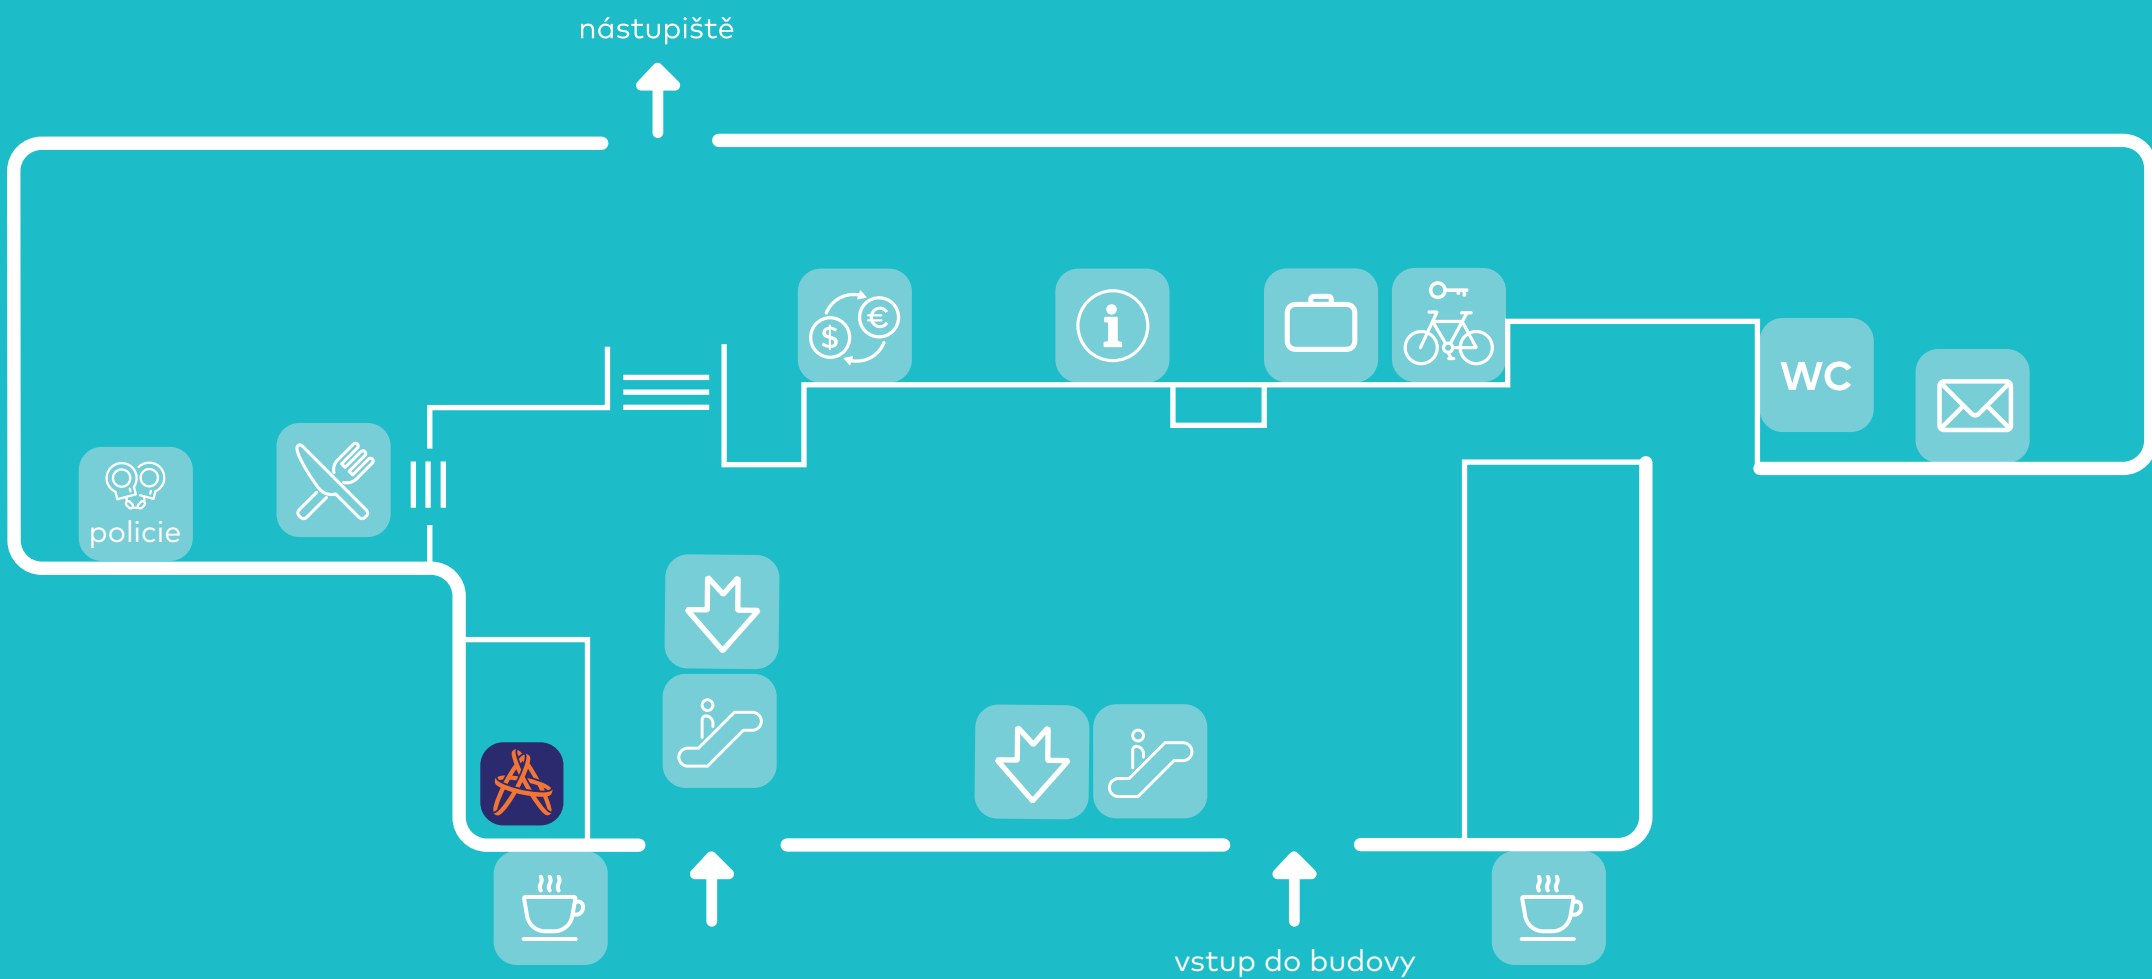 nástupiště
$ €
i
WC
policie
vstup do budovy